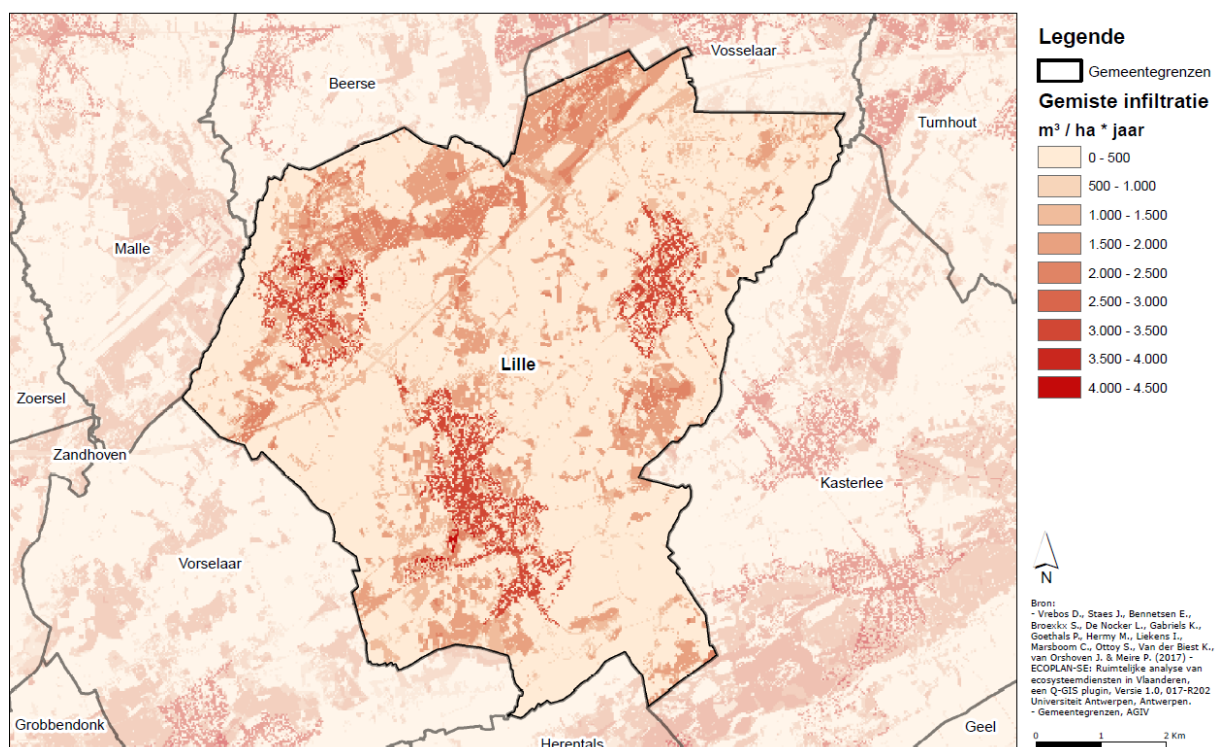 Vosselaar
Beerse
Turnhout
Malle
Lille
Zoersel
Zandhoven
Kasterlee
Vorselaar
Grobbendonk
Geel
Herentals
Legende
Gemeentegrenzen
Gemiste infiltratie
m³ / ha * jaar
0 - 500
500 - 1.000
1.000 - 1.500
1.500 - 2.000
2.000 - 2.500
2.500 - 3.000
3.000 - 3.500
3.500 - 4.000
4.000 - 4.500
N
Bron:
- Vrebos D., Staes J., Bennetsen E.,
Broexkx S., De Nocker L., Gabriels K.,
Goethals P., Hermy M., Liekens I.,
Marsboom C., Ottoy S., Van der Biest K.,
van Orshoven J. & Meire P. (2017) -
ECOPLAN-SE: Ruimtelijke analyse van
ecosysteemdiensten in Vlaanderen,
een Q-GIS plugin, Versie 1.0, 017-R202
Universiteit Antwerpen, Antwerpen.
- Gemeentegrenzen, AGIV
0 1 2 Km